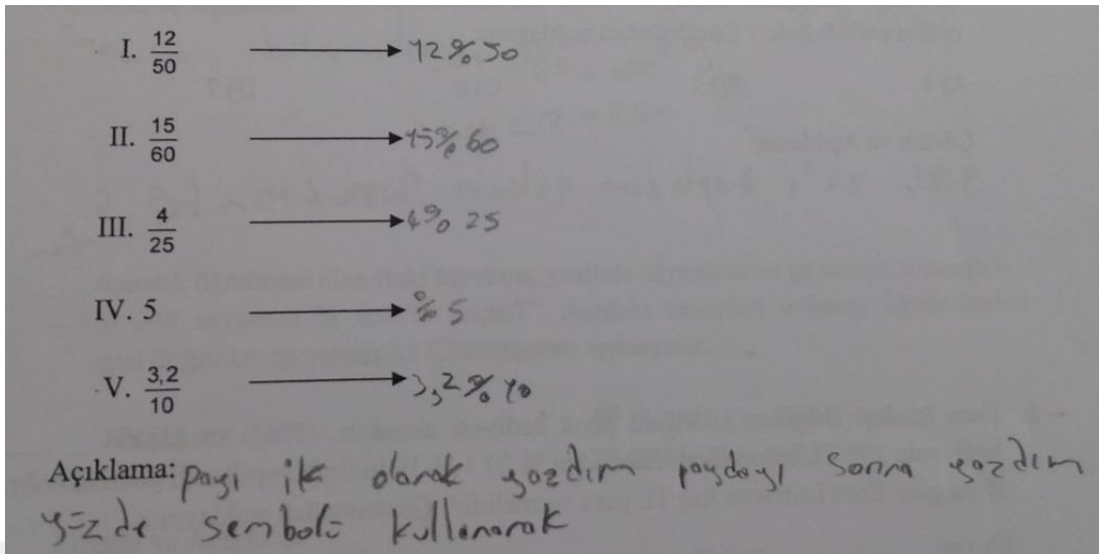 I. 12/50 → 12%50
II. 15/60 → 15%60
III. 4/25 → 4%25
IV. 5 → %5
V. 3,2/10 → 3,2%10
Açıklama: payı ilk olarak yazdım paydayı sonra yazdım
yüzde sembolü kullanarak